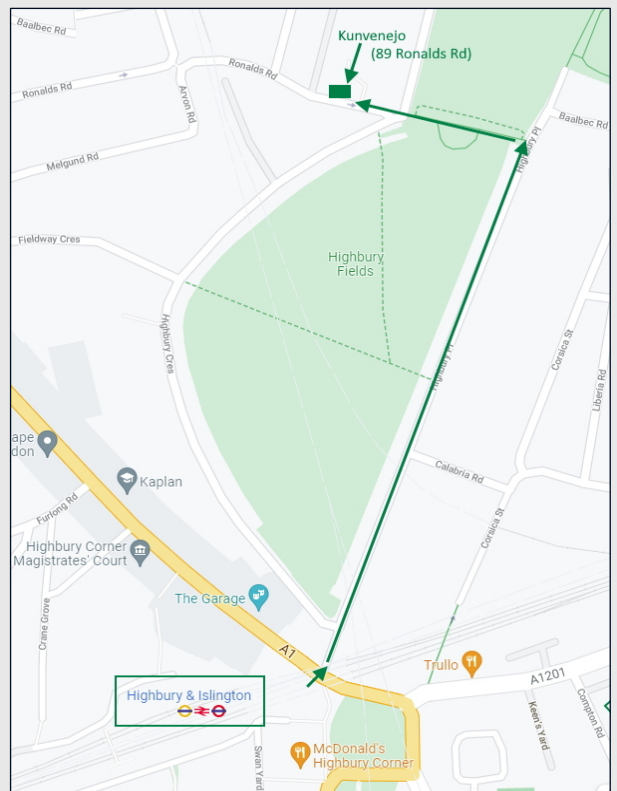 Baalbec Rd
Kunvenejo
(89 Ronalds Rd)
Ronalds Rd
Ronalds Rd
Arvon Rd
Baalbec Rd
Highbury Pl
Melgund Rd
Fieldway Cres
Highbury
Fields
Highbury Cres
Highbury Pl
Corsica St
Liberia Rd
ape
don
Kaplan
Calabria Rd
Furlong Rd
Corsica St
Highbury Corner
Magistrates' Court
The Garage
Crane Grove
A1
Trullo
A1201
Highbury & Islington
Keen's Yard
Compton Rd
Swan Yard
McDonald's
Highbury Corner